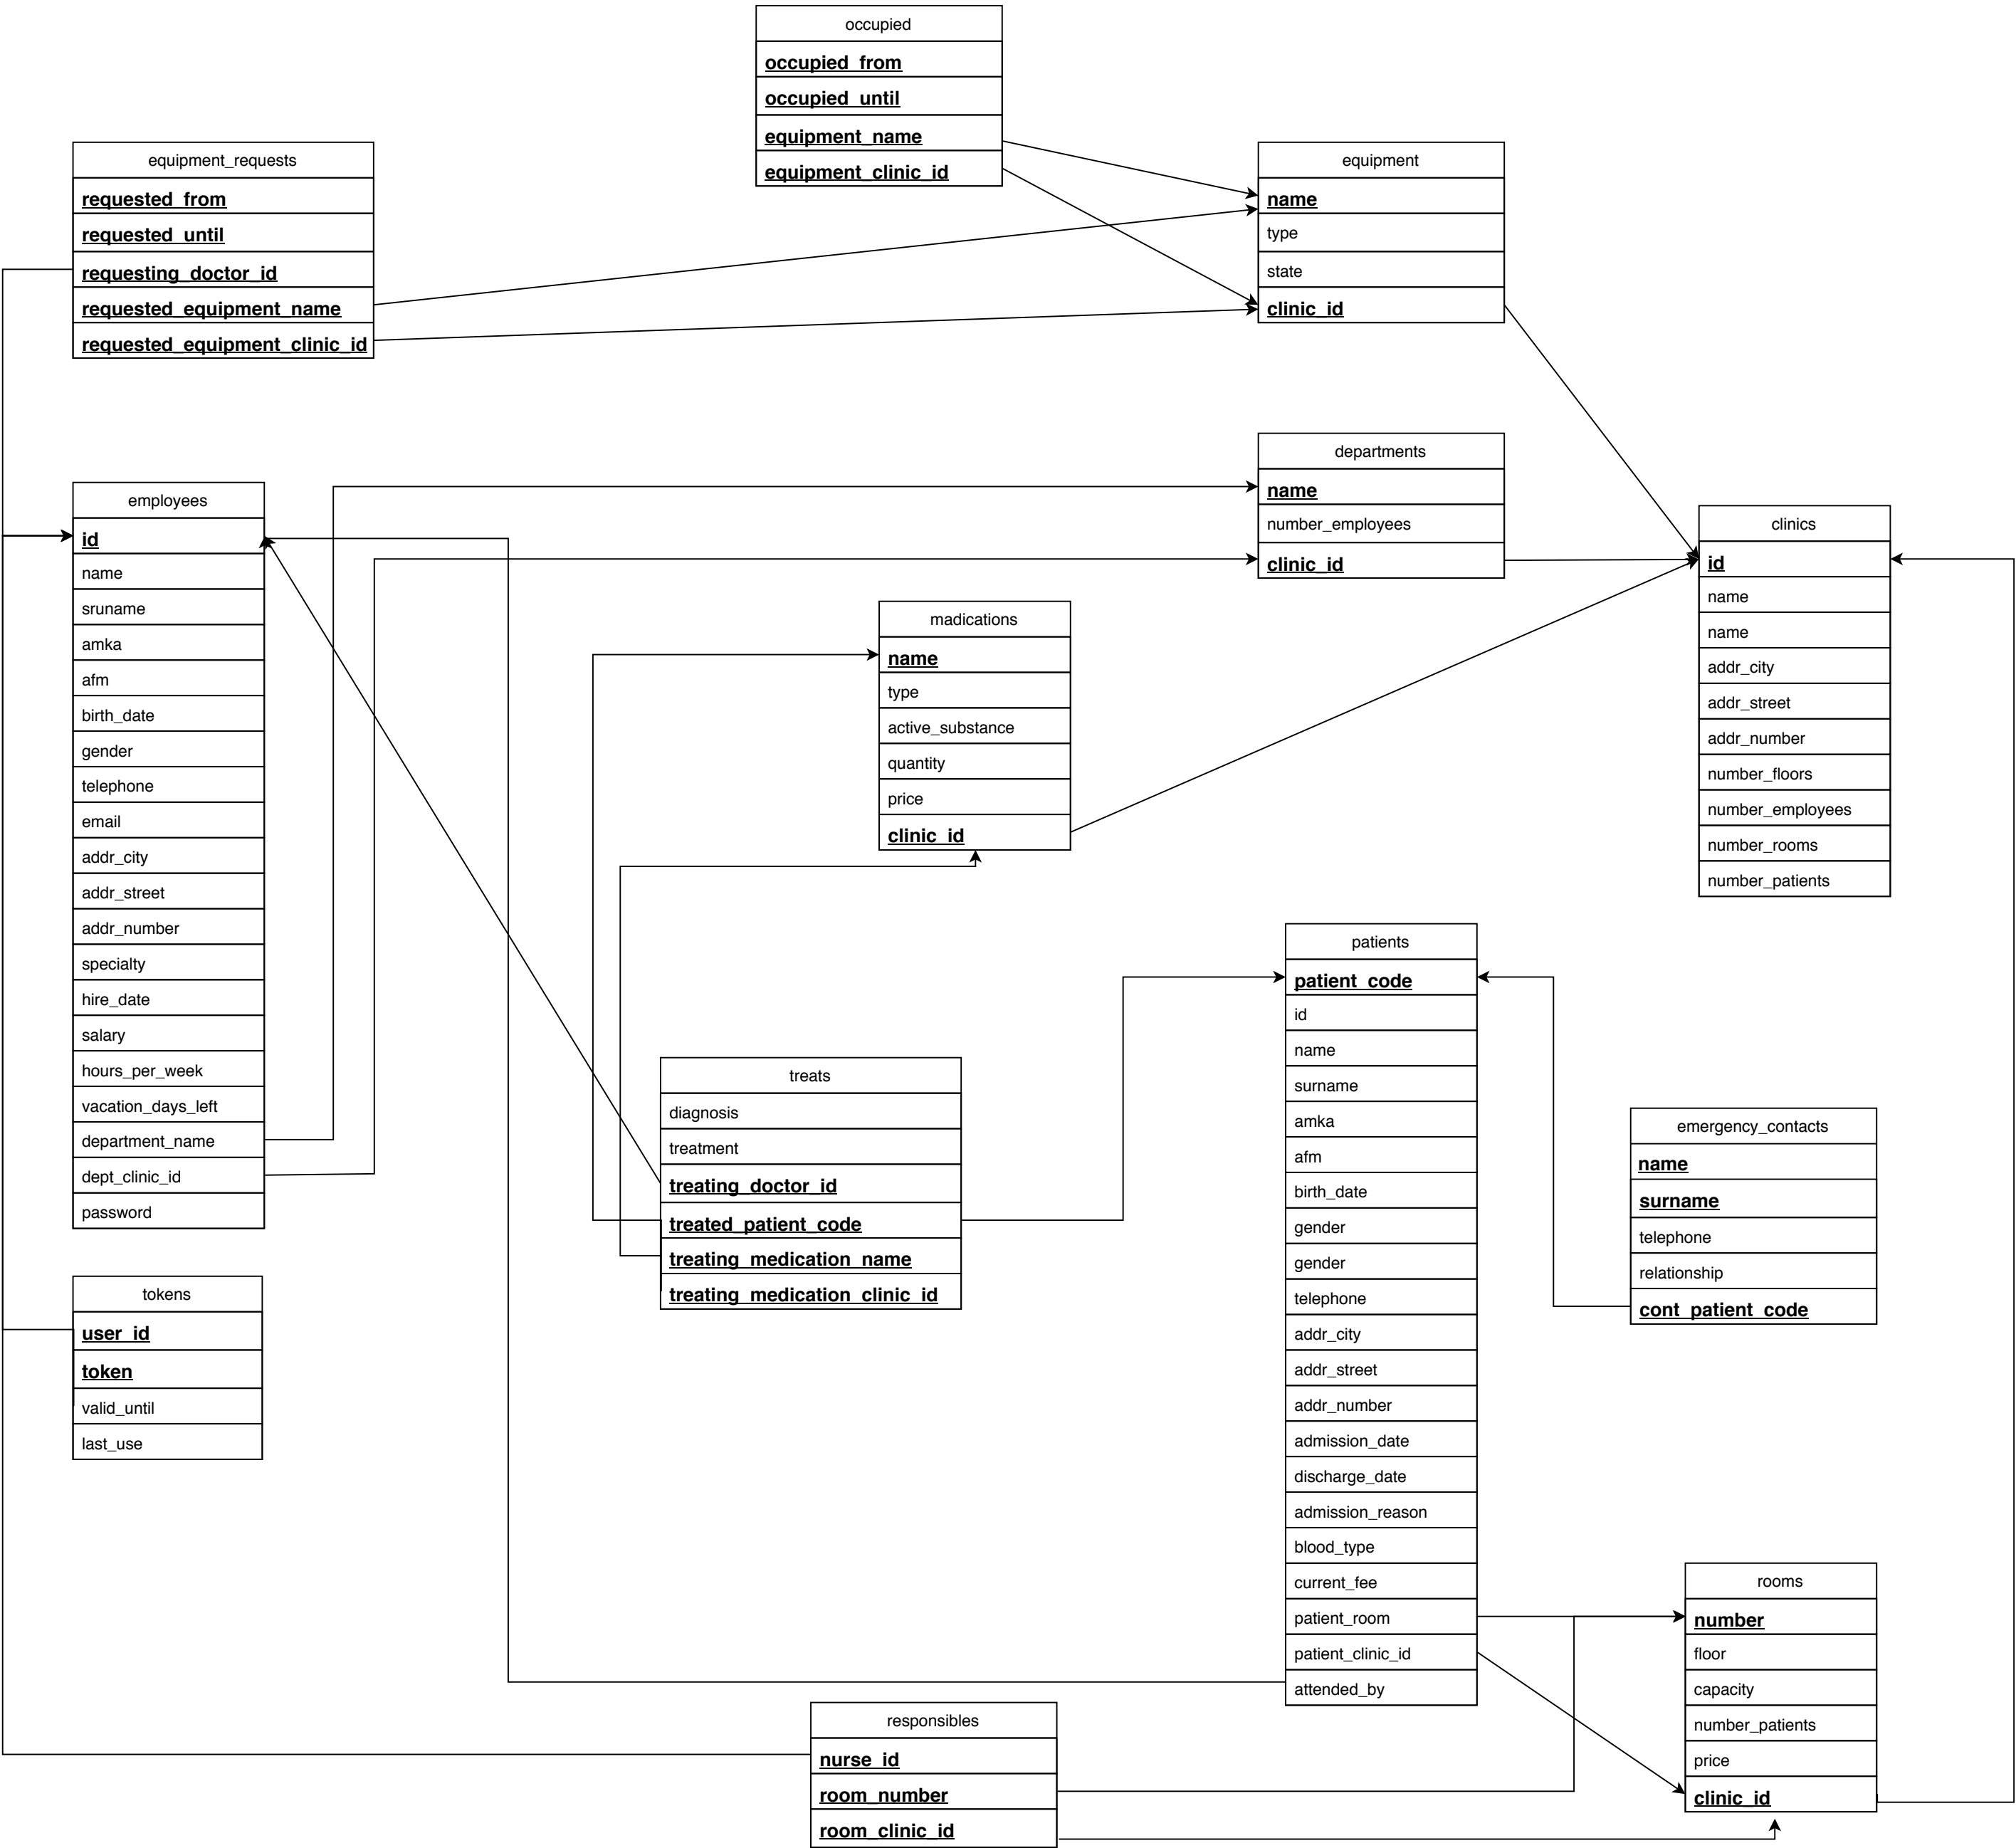 occupied
occupied_from
occupied_until
equipment_name
equipment_clinic_id
equipment_requests
requested_from
requested_until
requesting_doctor_id
requested_equipment_name
requested_equipment_clinic_id
equipment
name
type
state
clinic_id
departments
name
number_employees
clinic_id
employees
id
name
sruname
amka
afm
birth_date
gender
telephone
email
addr_city
addr_street
addr_number
specialty
hire_date
salary
hours_per_week
vacation_days_left
department_name
dept_clinic_id
password
clinics
id
name
name
addr_city
addr_street
addr_number
number_floors
number_employees
number_rooms
number_patients
madications
name
type
active_substance
quantity
price
clinic_id
patients
patient_code
id
name
surname
amka
afm
birth_date
gender
gender
telephone
addr_city
addr_street
addr_number
admission_date
discharge_date
admission_reason
blood_type
current_fee
patient_room
patient_clinic_id
attended_by
treats
diagnosis
treatment
treating_doctor_id
treated_patient_code
treating_medication_name
treating_medication_clinic_id
emergency_contacts
name
surname
telephone
relationship
cont_patient_code
tokens
user_id
token
valid_until
last_use
rooms
number
floor
capacity
number_patients
price
clinic_id
responsibles
nurse_id
room_number
room_clinic_id